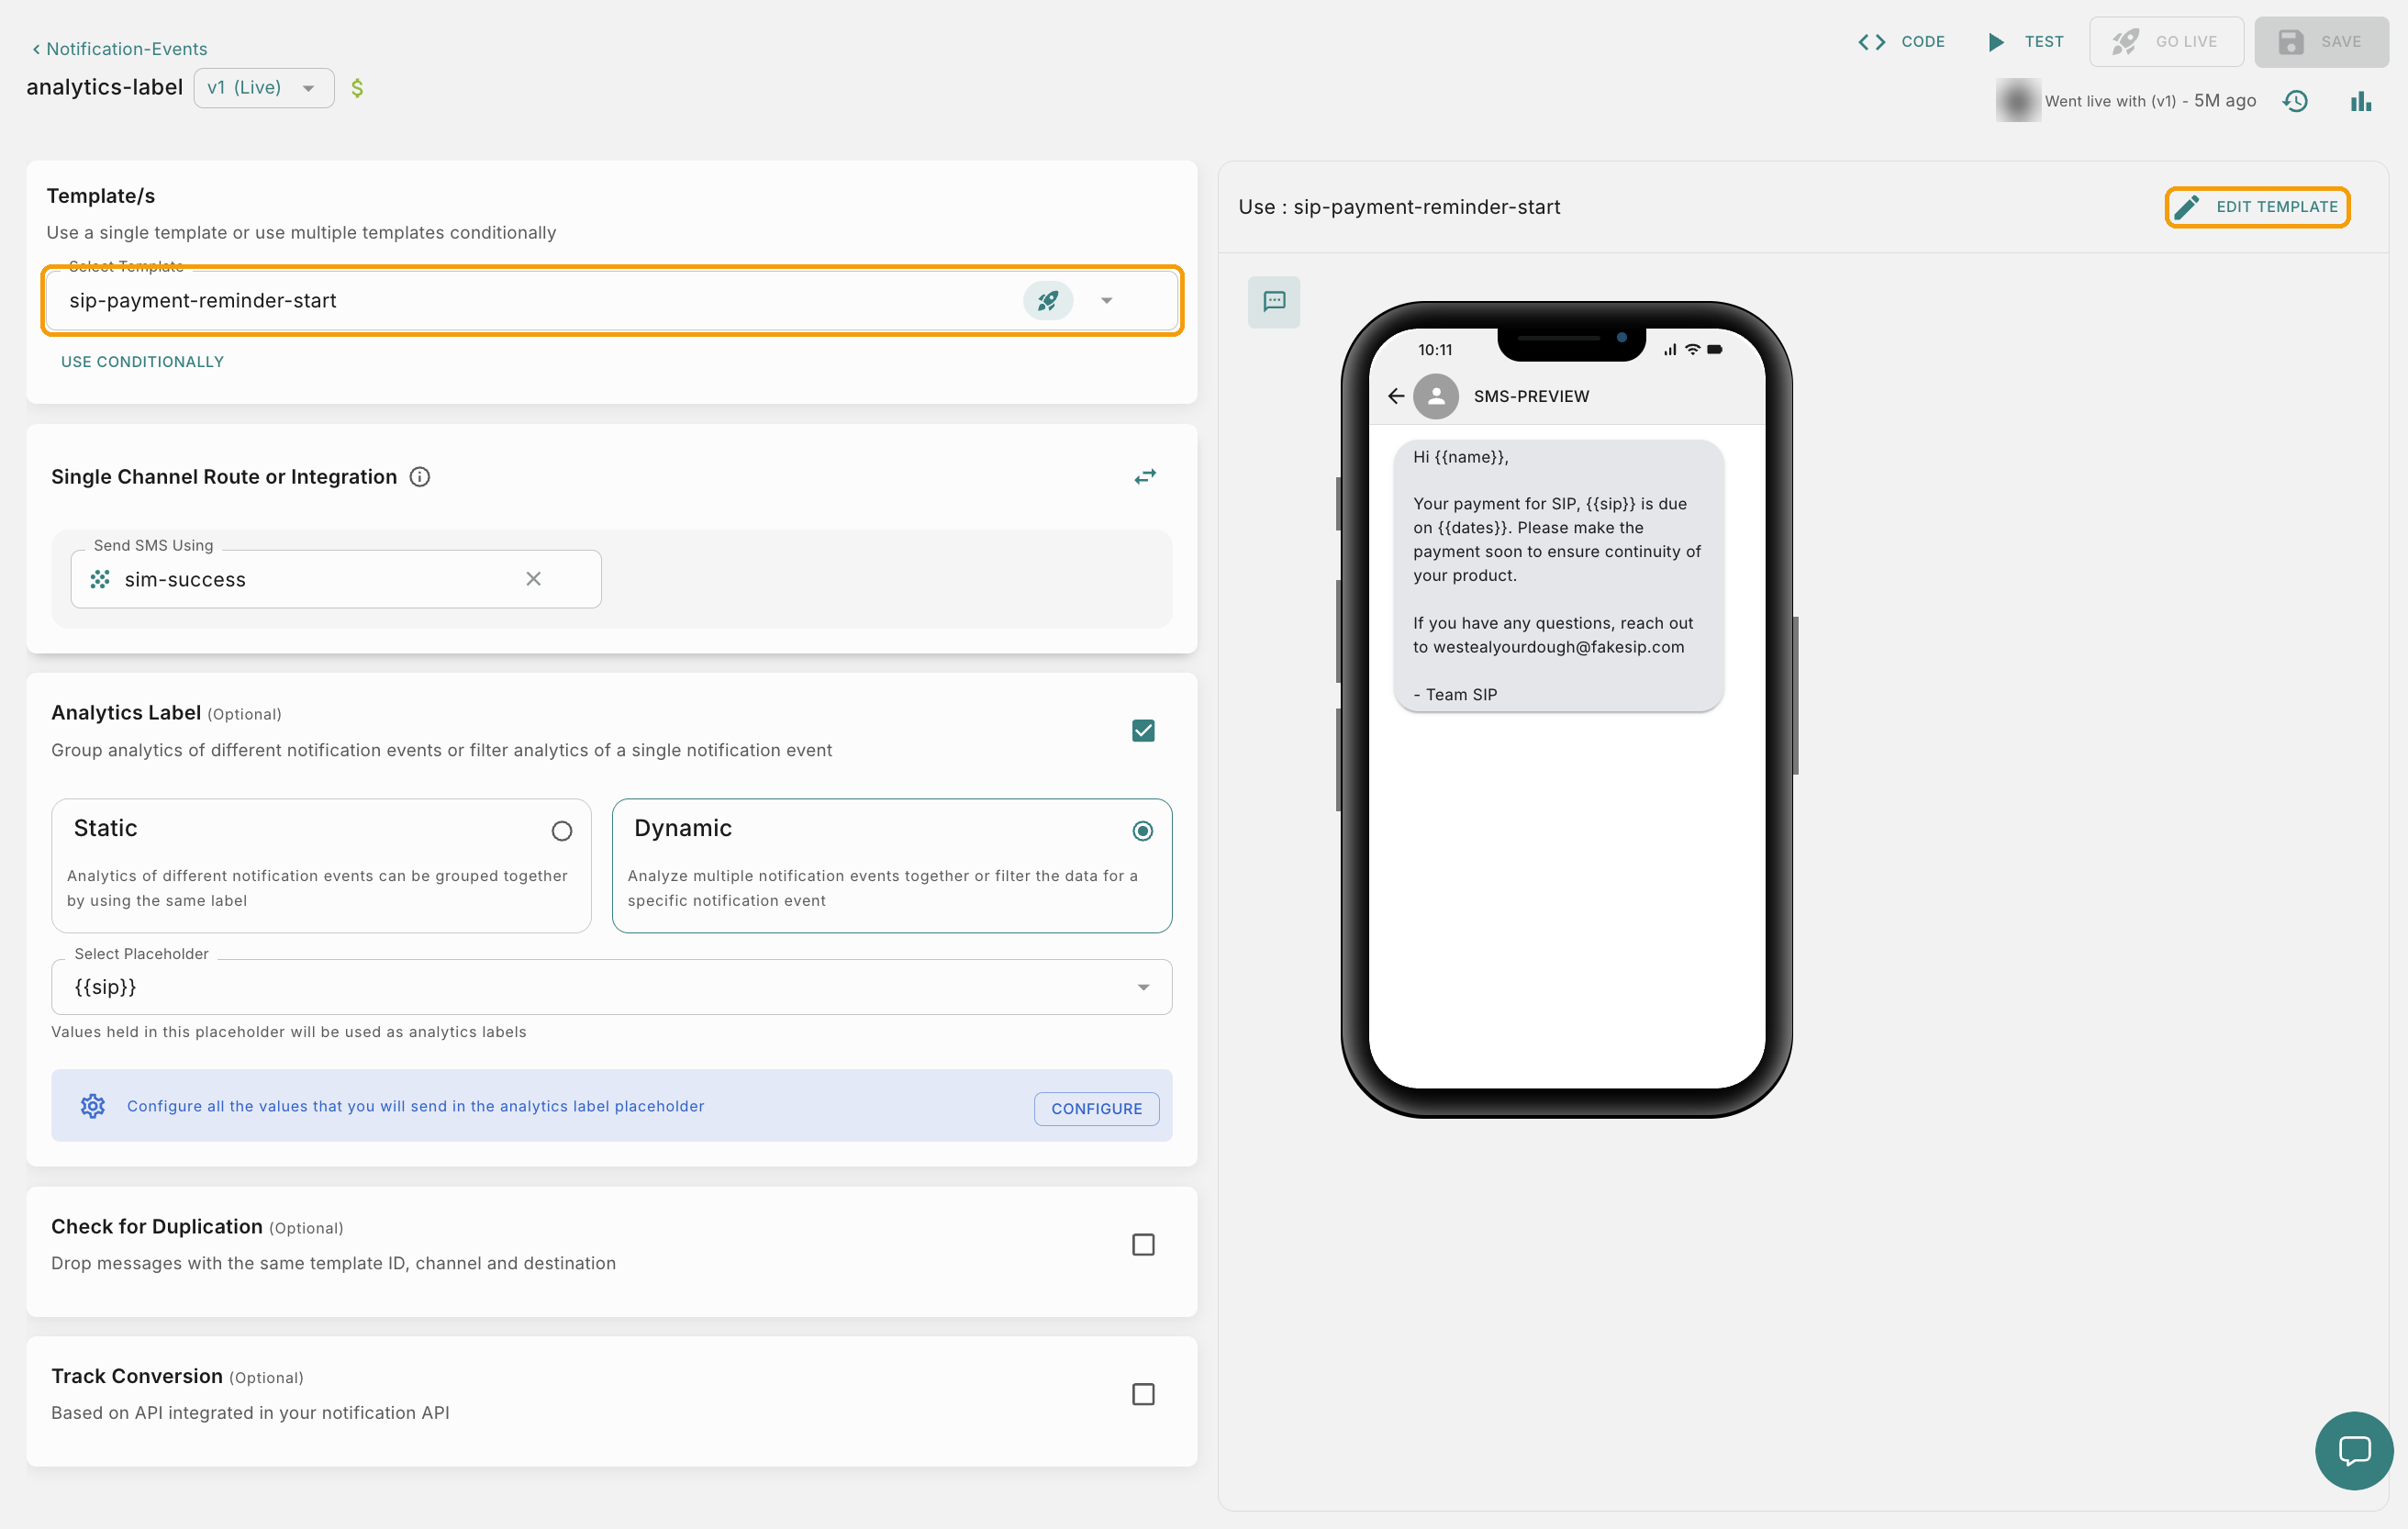 Notification-Events
analytics-label
v1 (Live)
$
CODE
TEST
GO LIVE
SAVE
Went live with (v1) - 5M ago
Template/s
Use a single template or use multiple templates conditionally
Select Template
sip-payment-reminder-start
USE CONDITIONALLY
Single Channel Route or Integration
Send SMS Using
sim-success
Analytics Label (Optional)
Group analytics of different notification events or filter analytics of a single notification event
Static
Analytics of different notification events can be grouped together
by using the same label
Dynamic
Analyze multiple notification events together or filter the data for a
specific notification event
Select Placeholder
{{sip}}
Values held in this placeholder will be used as analytics labels
Configure all the values that you will send in the analytics label placeholder
CONFIGURE
Check for Duplication (Optional)
Drop messages with the same template ID, channel and destination
Track Conversion (Optional)
Based on API integrated in your notification API
Use : sip-payment-reminder-start
EDIT TEMPLATE
10:11
SMS-PREVIEW
Hi {{name}},
Your payment for SIP, {{sip}} is due
on {{dates}}. Please make the
payment soon to ensure continuity of
your product.
If you have any questions, reach out
to westealyourdough@fakesip.com
- Team SIP